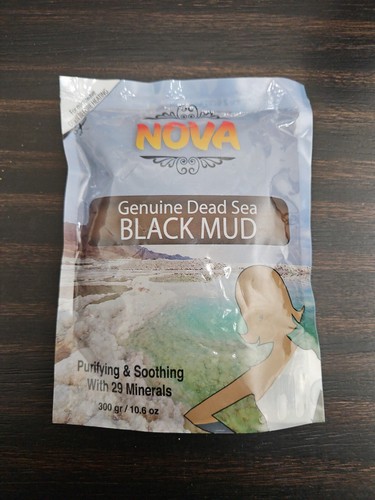 NOVA
Genuine Dead Sea
BLACK MUD
Purifying & Soothing
With 29 Minerals
300 gr / 10.6 oz